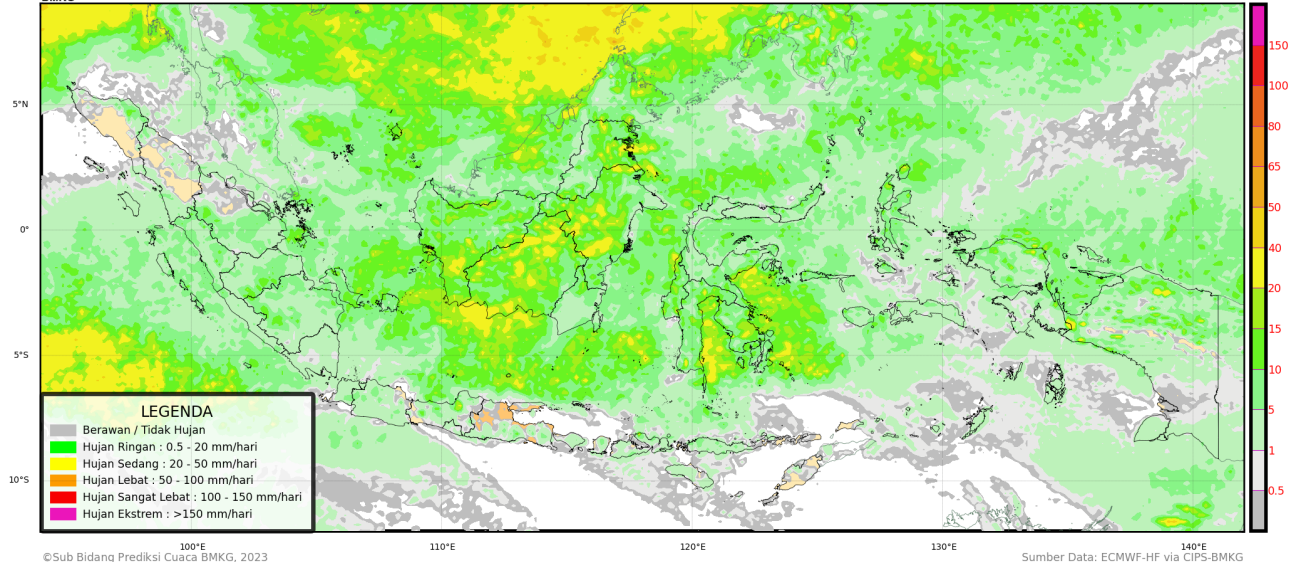 BMKG
150
100
80
65
50
40
20
15
10
5
1
0.5
5°N
0°
5°S
10°S
LEGENDA
Berawan / Tidak Hujan
Hujan Ringan : 0.5 - 20 mm/hari
Hujan Sedang : 20 - 50 mm/hari
Hujan Lebat : 50 - 100 mm/hari
Hujan Sangat Lebat : 100 - 150 mm/hari
Hujan Ekstrem : >150 mm/hari
100°E 110°E 120°E 130°E 140°E
©Sub Bidang Prediksi Cuaca BMKG, 2023 Sumber Data: ECMWF-HF via CIPS-BMKG